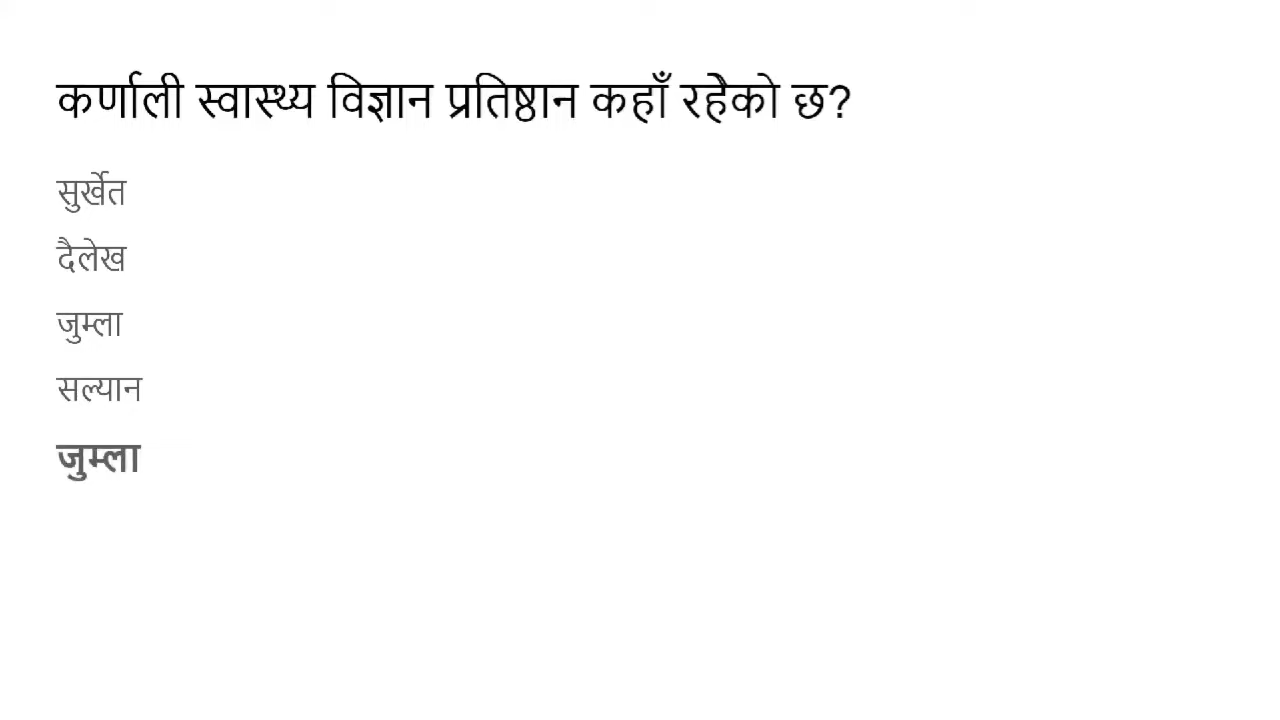 कर्णाली स्वास्थ्य विज्ञान प्रतिष्ठान कहाँ रहेको छ?
सुर्खेत
दैलेख
जुम्ला
सल्यान
जुम्ला